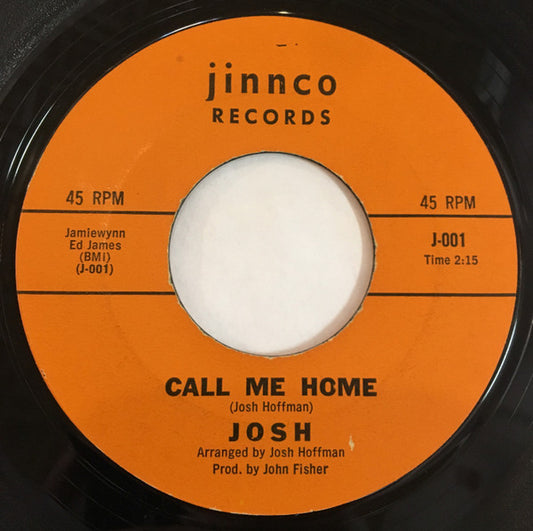 jinnco
RECORDS
45 RPM
45 RPM
Jamiewynn
Ed James
(BMI)
(J-001)
J-001
Time 2:15
CALL ME HOME
(Josh Hoffman)
JOSH
Arranged by Josh Hoffman
Prod. by John Fisher